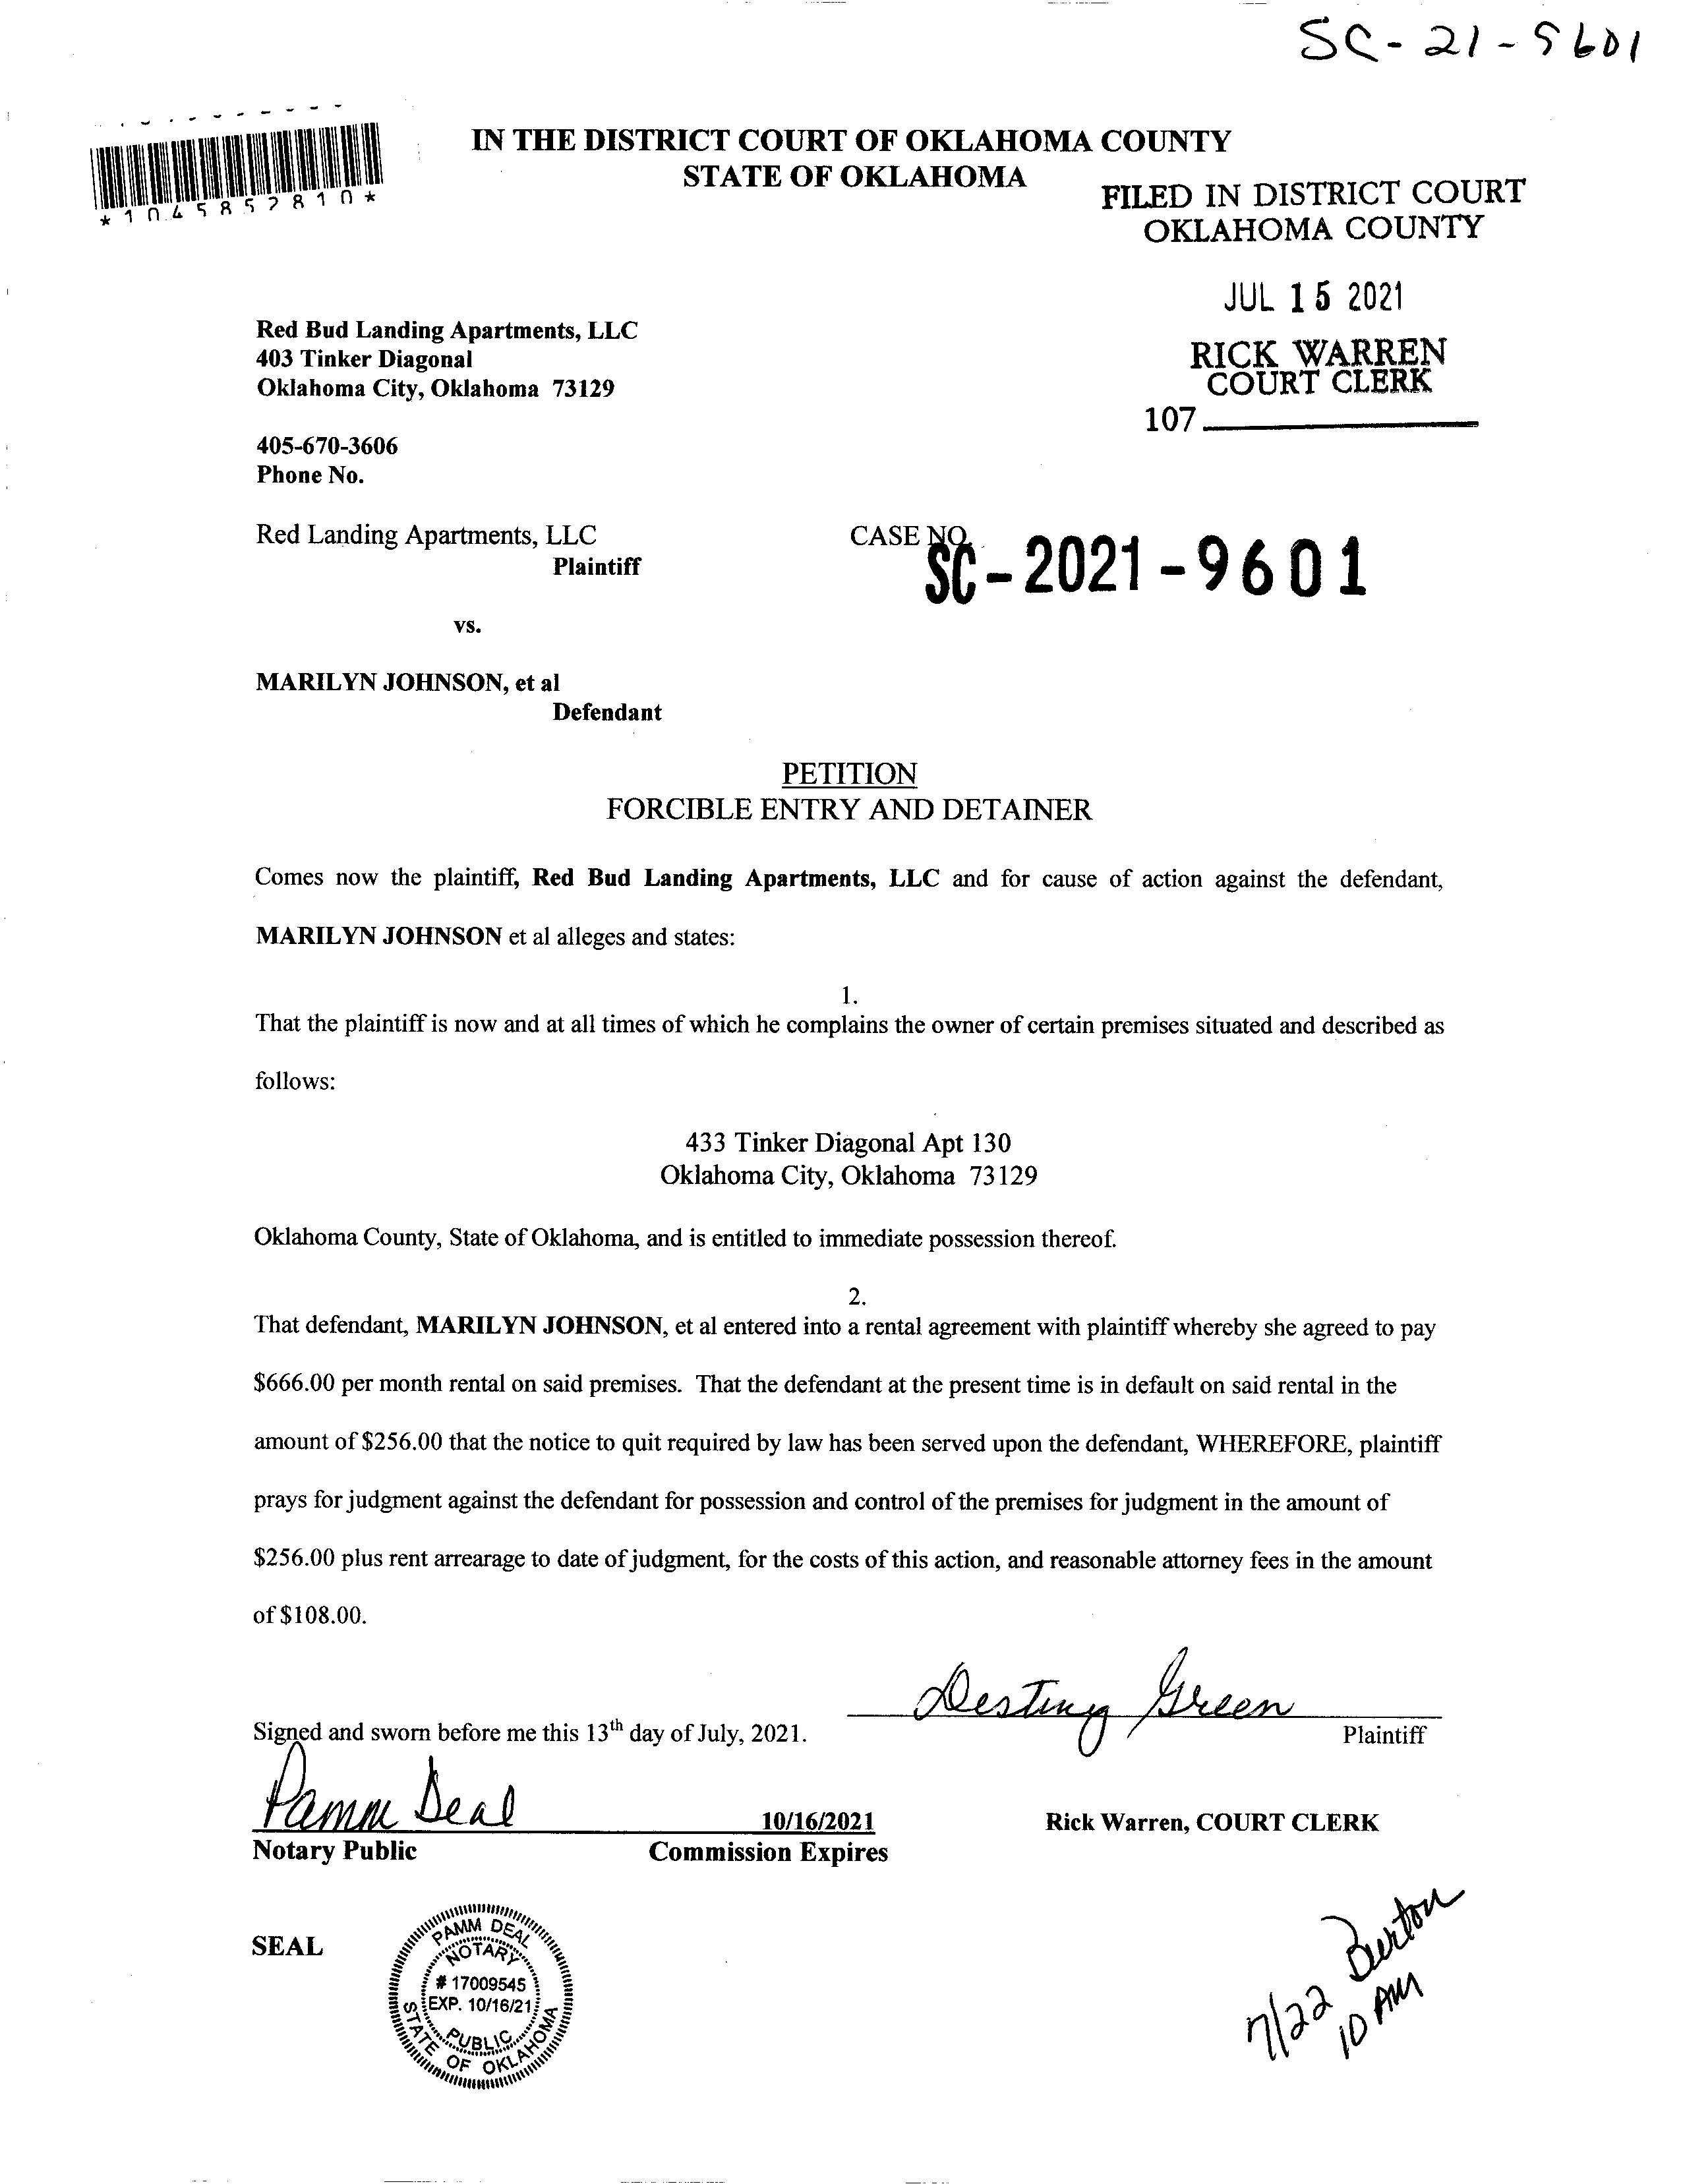 SC-21-9601
*1045852810*
IN THE DISTRICT COURT OF OKLAHOMA COUNTY
STATE OF OKLAHOMA
FILED IN DISTRICT COURT
OKLAHOMA COUNTY
JUL 15 2021
RICK WARREN
COURT CLERK
107
Red Bud Landing Apartments, LLC
403 Tinker Diagonal
Oklahoma City, Oklahoma 73129
405-670-3606
Phone No.
Red Landing Apartments, LLC
Plaintiff
CASE NO.
SC-2021-9601
vs.
MARILYN JOHNSON, et al
Defendant
PETITION
FORCIBLE ENTRY AND DETAINER
Comes now the plaintiff, Red Bud Landing Apartments, LLC and for cause of action against the defendant,
MARILYN JOHNSON et al alleges and states:
1.
That the plaintiff is now and at all times of which he complains the owner of certain premises situated and described as
follows:
433 Tinker Diagonal Apt 130
Oklahoma City, Oklahoma 73129
Oklahoma County, State of Oklahoma, and is entitled to immediate possession thereof.
2.
That defendant, MARILYN JOHNSON, et al entered into a rental agreement with plaintiff whereby she agreed to pay
$666.00 per month rental on said premises. That the defendant at the present time is in default on said rental in the
amount of $256.00 that the notice to quit required by law has been served upon the defendant, WHEREFORE, plaintiff
prays for judgment against the defendant for possession and control of the premises for judgment in the amount of
$256.00 plus rent arrearage to date of judgment, for the costs of this action, and reasonable attorney fees in the amount
of $108.00.
Destiny Green
Signed and sworn before me this 13th day of July, 2021.
Plaintiff
Pamm Deal
10/16/2021
Rick Warren, COURT CLERK
Notary Public
Commission Expires
SEAL
PAMM DEAL
NOTARY
# 17009545
EXP. 10/16/21
PUBLIC
STATE OF OKLAHOMA
7/22 Burton
10 AM